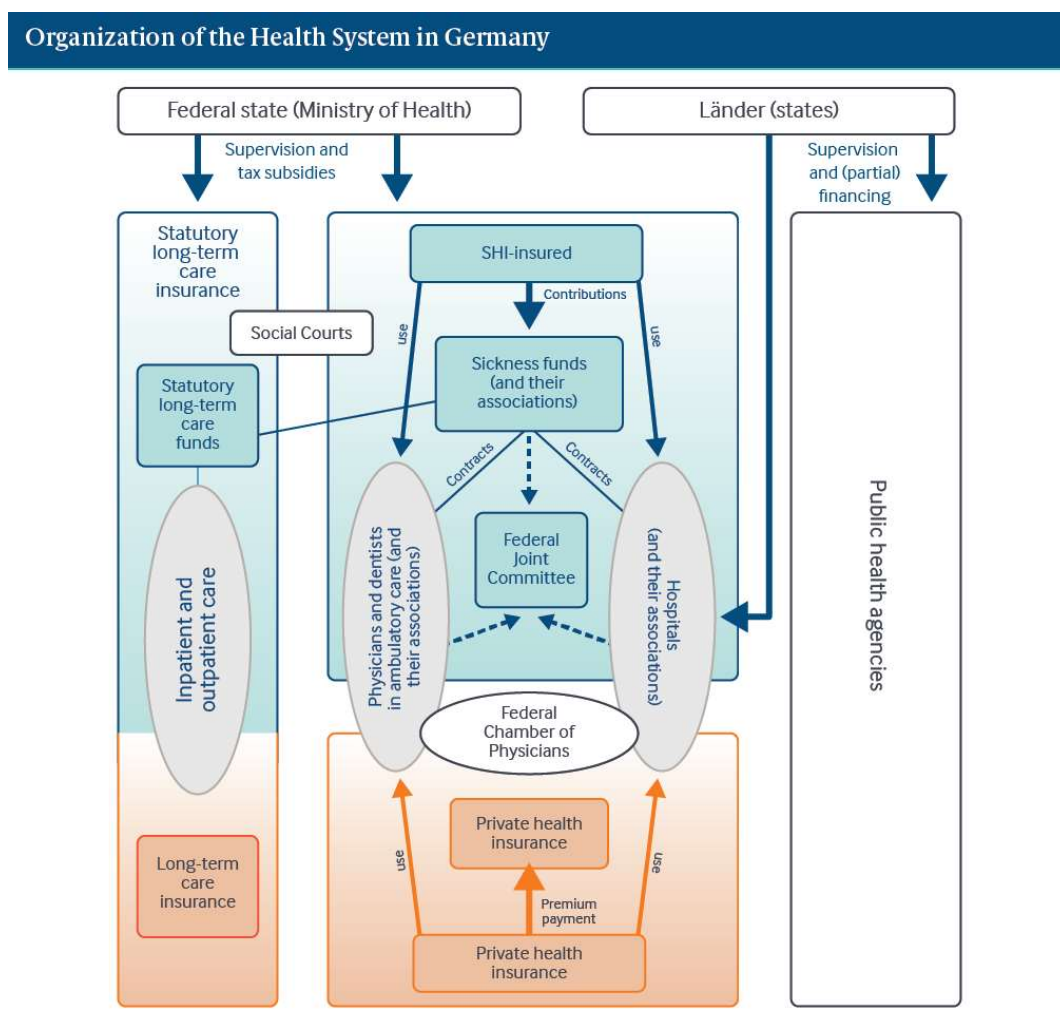 Organization of the Health System in Germany
Federal state (Ministry of Health)
Länder (states)
Supervision and
tax subsidies
Supervision
and (partial)
financing
Statutory
long-term
care
insurance
SHI-insured
Contributions
use
use
Social Courts
Sickness funds
(and their
associations)
Statutory
long-term
care
funds
Contracts
Contracts
Federal
Joint
Committee
Inpatient and
outpatient care
Physicians and dentists
in ambulatory care (and
their associations)
Hospitals
(and their associations)
Public health agencies
Federal
Chamber of
Physicians
Private health
insurance
use
use
Long-term
care
insurance
Premium
payment
Private health
insurance